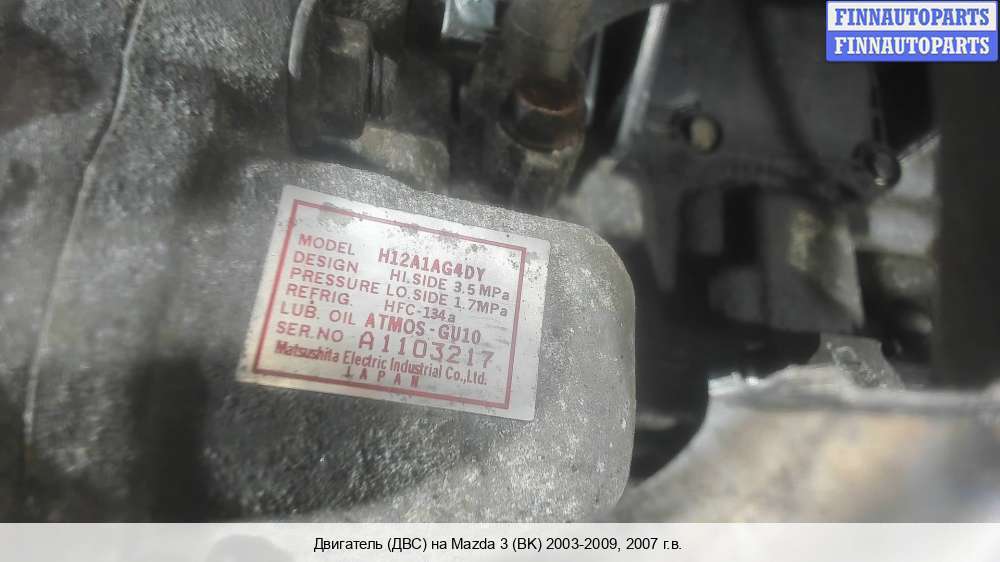 FINNAUTOPARTS
FINNAUTOPARTS
MODEL H12A1AG4DY
DESIGN HI.SIDE 3.5MPa
PRESSURE LO.SIDE 1.7MPa
REFRIG. HFC-134a
LUB. OIL ATMOS-GU10
SER.NO A1103217
Matsushita Electric Industrial Co.,Ltd.
JAPAN
Двигатель (ДВС) на Mazda 3 (BK) 2003-2009, 2007 г.в.